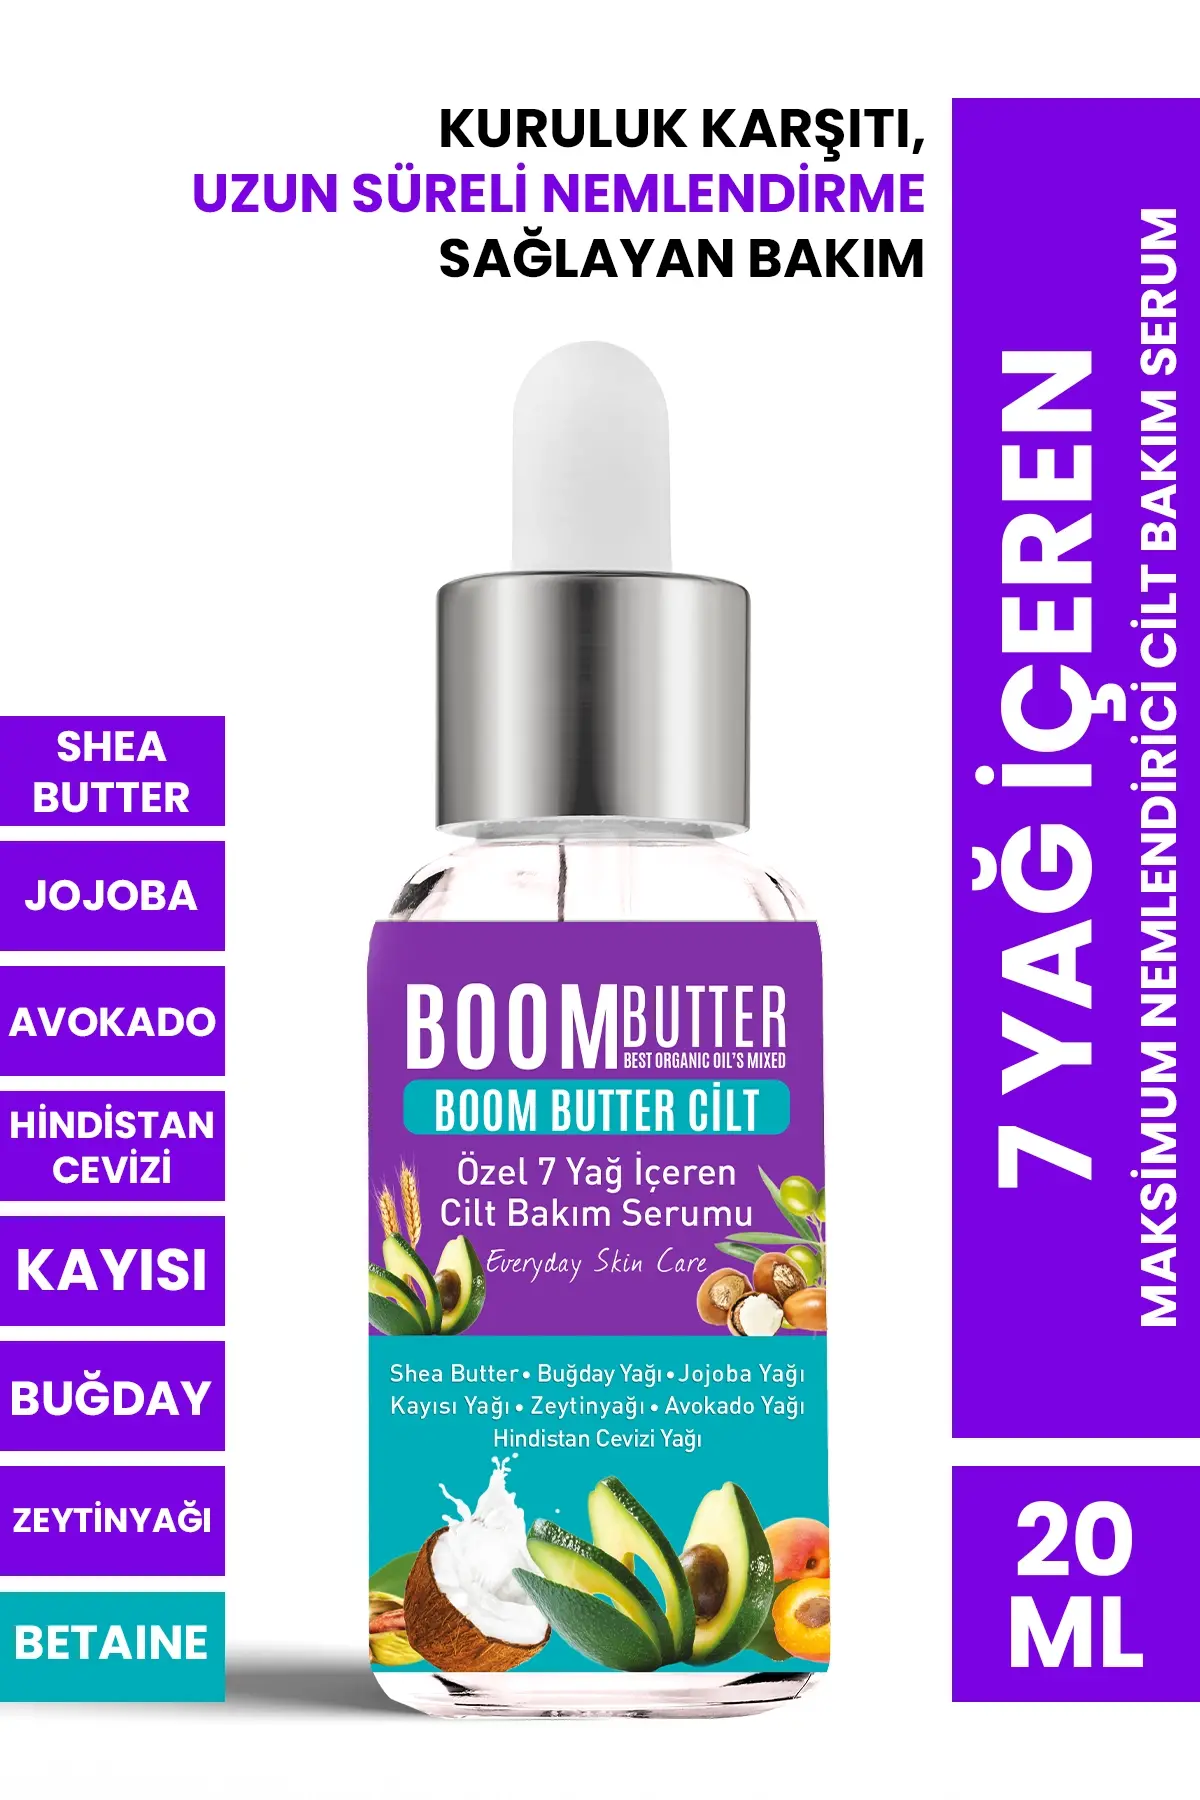 KURULUK KARŞITI,
UZUN SÜRELİ NEMLENDİRME
SAĞLAYAN BAKIM
7 YAĞ İÇEREN
MAKSİMUM NEMLENDİRİCİ CİLT BAKIM SERUM
SHEA
BUTTER
JOJOBA
AVOKADO
HİNDİSTAN
CEVİZİ
KAYISI
BUĞDAY
ZEYTİNYAĞI
BETAINE
BOOM BUTTER
BEST ORGANIC OIL'S MIXED
BOOM BUTTER CİLT
Özel 7 Yağ İçeren
Cilt Bakım Serumu
Everyday Skin Care
Shea Butter • Buğday Yağı • Jojoba Yağı
Kayısı Yağı • Zeytinyağı • Avokado Yağı
Hindistan Cevizi Yağı
20
ML